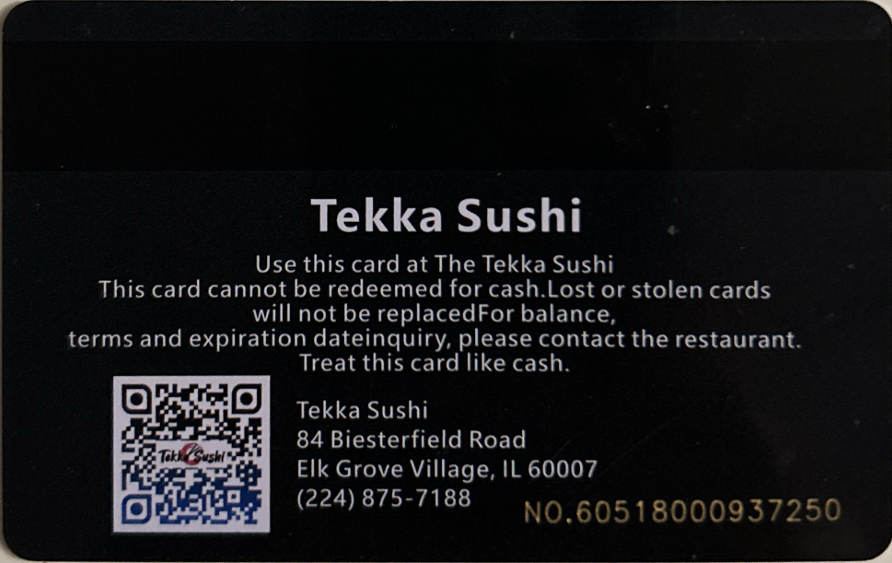 Tekka Sushi
Use this card at The Tekka Sushi
This card cannot be redeemed for cash.Lost or stolen cards
will not be replacedFor balance,
terms and expiration dateinquiry, please contact the restaurant.
Treat this card like cash.
Tekka Sushi
Tekka Sushi
84 Biesterfield Road
Elk Grove Village, IL 60007
(224) 875-7188
NO.60518000937250